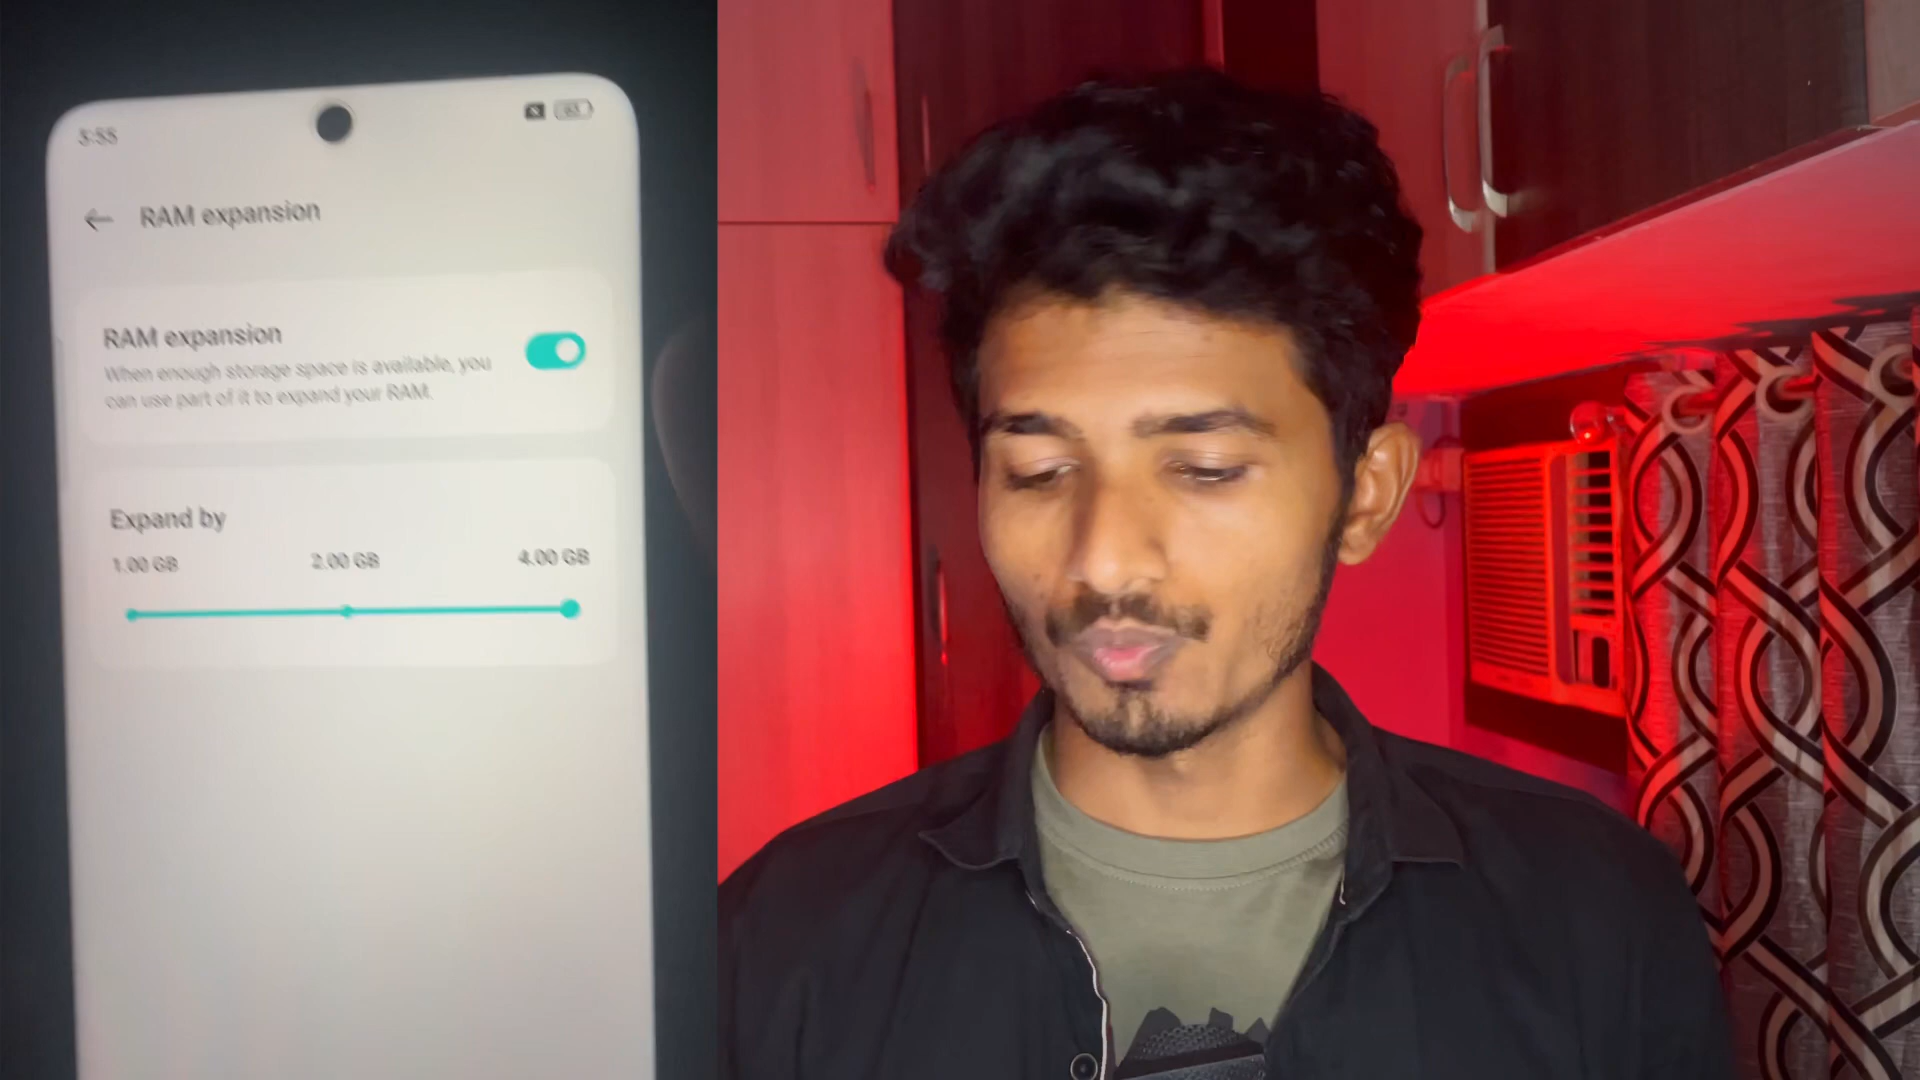 3:55
RAM expansion
RAM expansion
When enough storage space is available, you
can use part of it to expand your RAM.
Expand by
1.00 GB 2.00 GB 4.00 GB